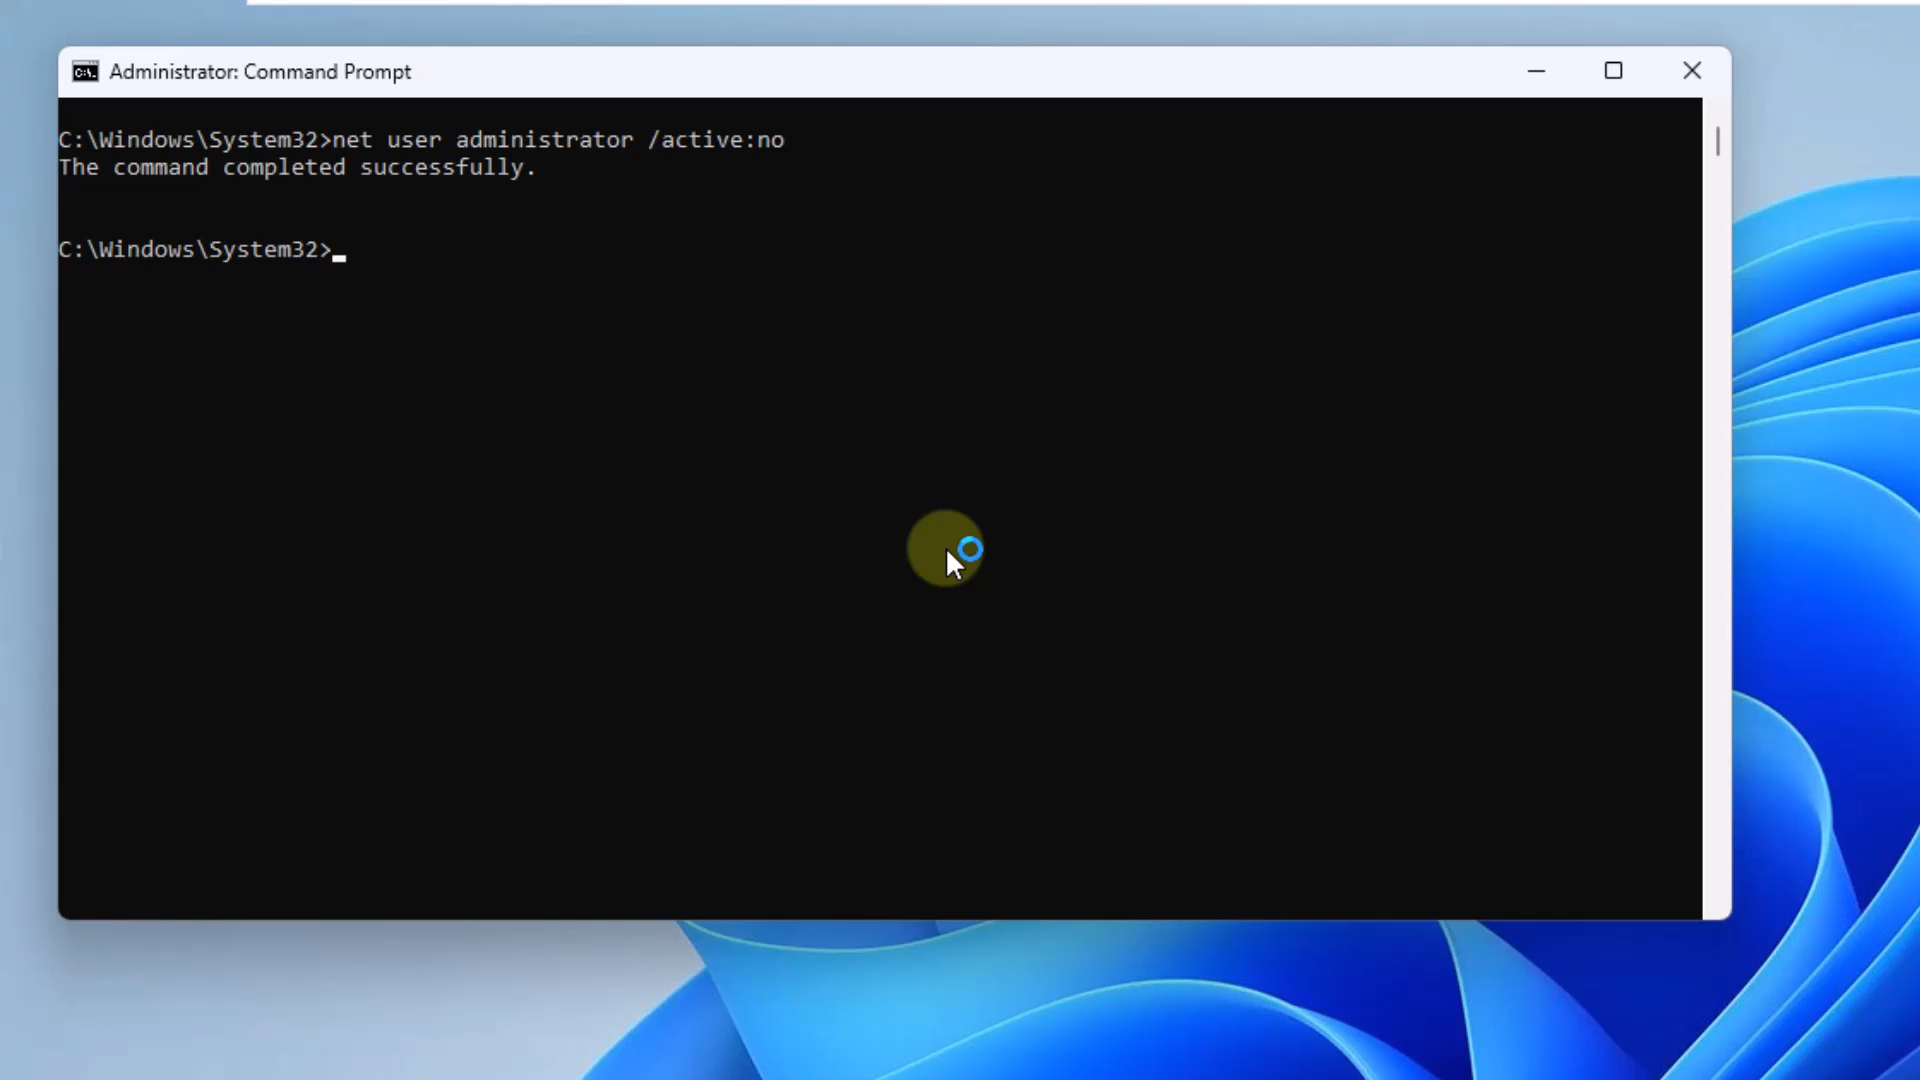 Administrator: Command Prompt
C:\Windows\System32>net user administrator /active:no
The command completed successfully.
C:\Windows\System32>